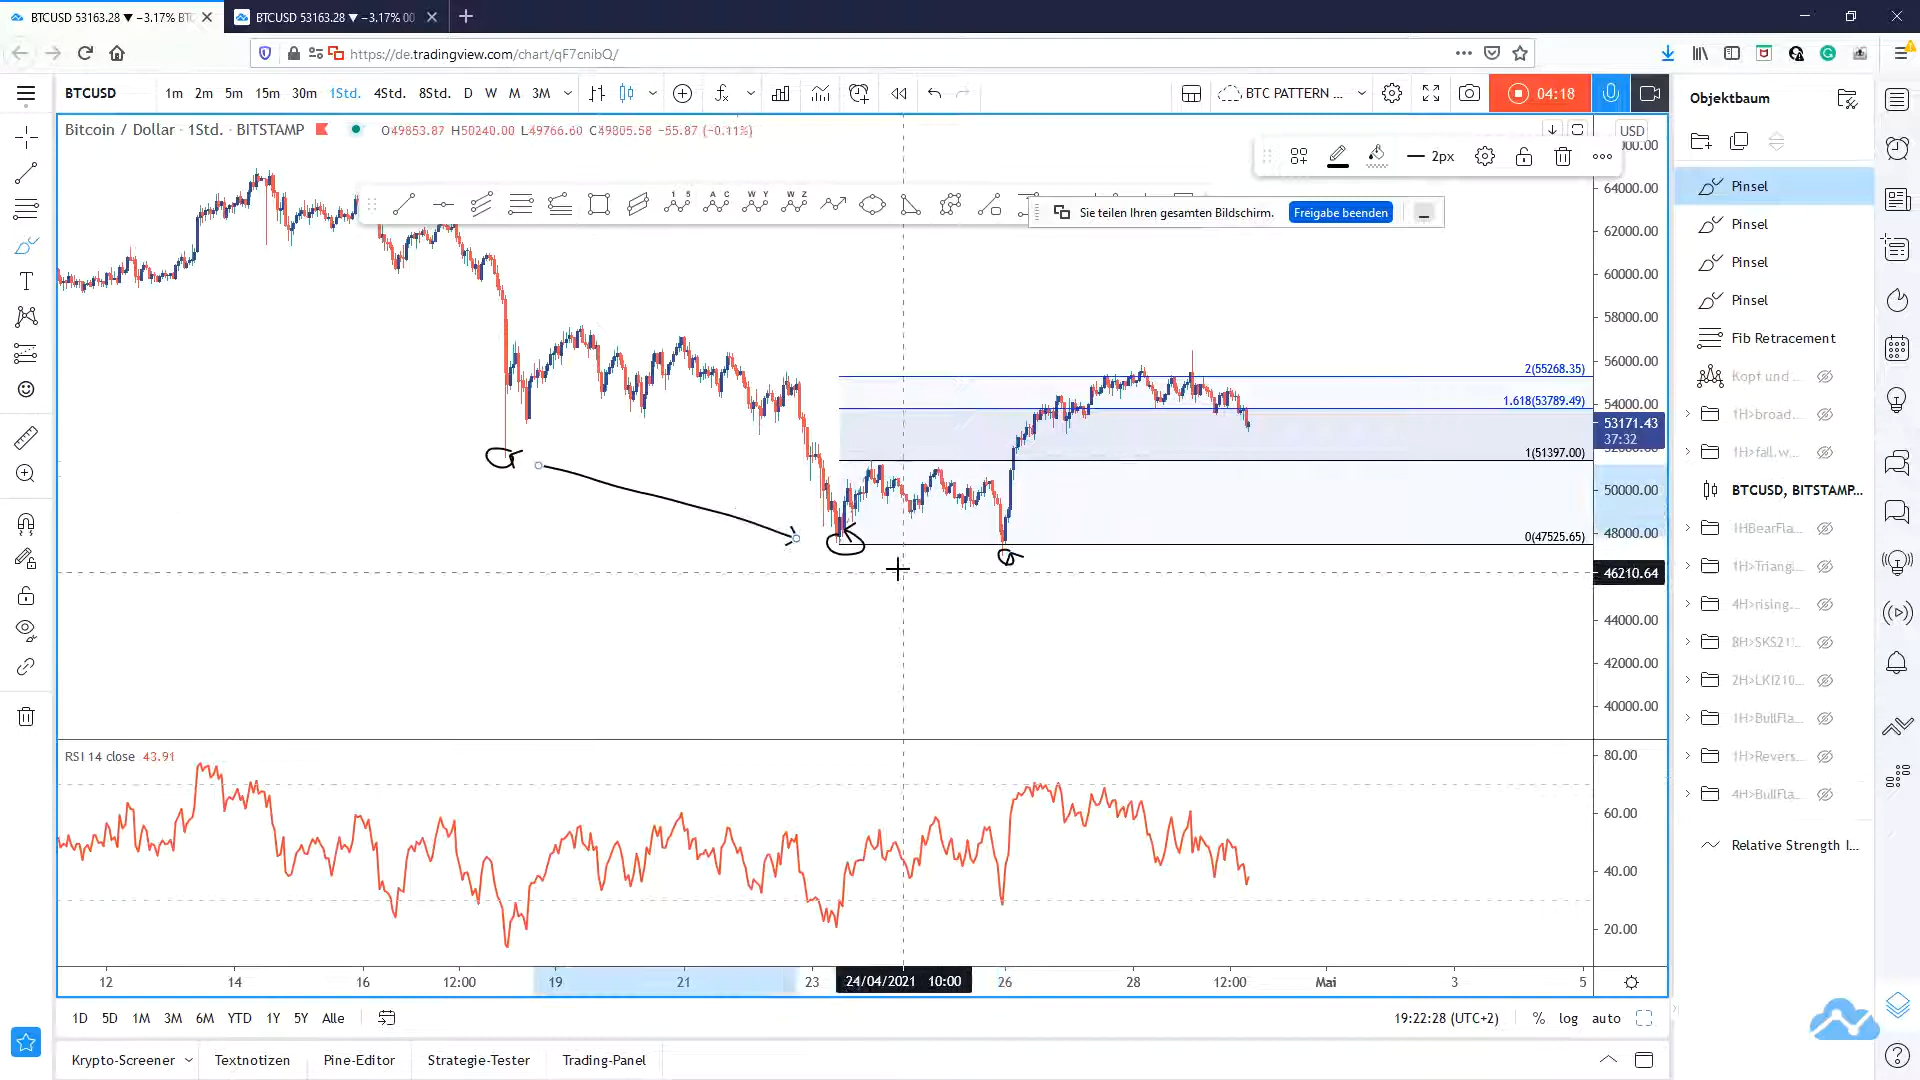 BTCUSD 53163.28 ▼ −3.17% BTC
BTCUSD 53163.28 ▼ −3.17% 00
https://de.tradingview.com/chart/qF7cnibQ/
BTCUSD 1m 2m 5m 15m 30m 1Std. 4Std. 8Std. D W M 3M
BTC PATTERN ...
04:18
Objektbaum
Bitcoin / Dollar · 1Std. · BITSTAMP
O49853.87 H50240.00 L49766.60 C49805.58 −55.87 (−0.11%)
USD
2px
1 5
A C
W Y
W Z
Sie teilen Ihren gesamten Bildschirm.
Freigabe beenden
64000.00
62000.00
60000.00
58000.00
56000.00
54000.00
53171.43
37:32
50000.00
48000.00
46210.64
44000.00
42000.00
40000.00
2(55268.35)
1.618(53789.49)
1(51397.00)
0(47525.65)
Pinsel
Pinsel
Pinsel
Pinsel
Fib Retracement
Kopf und ...
1H>broad...
1H>fall.w...
BTCUSD, BITSTAMP...
1HBearFla...
1H>Triangl...
4H>rising...
8H>SKS21...
2H>LKI210...
1H>BullFla...
1H>Revers...
4H>BullFla...
Relative Strength I...
RSI 14 close 43.91
80.00
60.00
40.00
20.00
12 14 16 12:00 19 21 23 24/04/2021 10:00 26 28 12:00 Mai 3 5
1D 5D 1M 3M 6M YTD 1Y 5Y Alle
19:22:28 (UTC+2) % log auto
Krypto-Screener Textnotizen Pine-Editor Strategie-Tester Trading-Panel